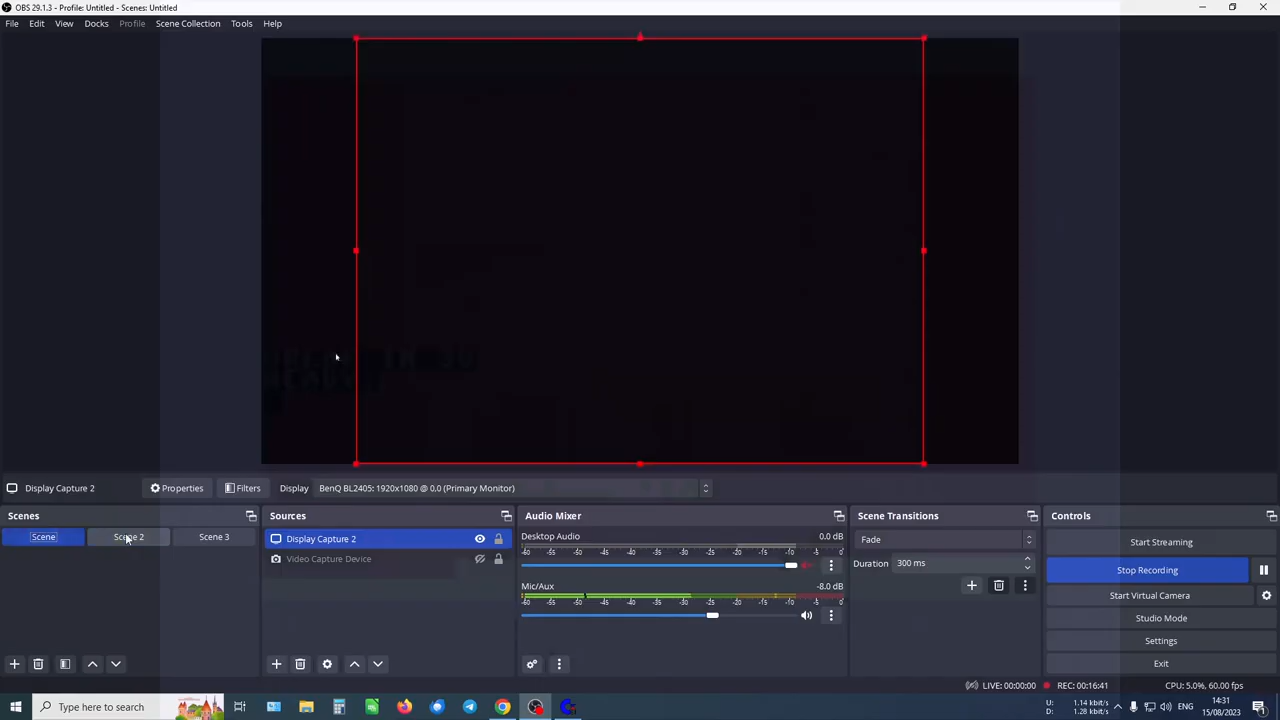 OBS 29.1.3 - Profile: Untitled - Scenes: Untitled
File Edit View Docks Profile Scene Collection Tools Help
Display Capture 2 Properties Filters Display BenQ BL2405: 1920x1080 @ 0,0 (Primary Monitor)
Scenes Sources Audio Mixer Scene Transitions Controls
Scene Scene 2 Scene 3
Display Capture 2
Video Capture Device
Desktop Audio 0.0 dB
-60 -55 -50 -45 -40 -35 -30 -25 -20 -15 -10 -5 0
Mic/Aux -8.0 dB
-60 -55 -50 -45 -40 -35 -30 -25 -20 -15 -10 -5 0
Fade
Duration 300 ms
Start Streaming
Stop Recording
Start Virtual Camera
Studio Mode
Settings
Exit
LIVE: 00:00:00 REC: 00:16:41 CPU: 5.0%, 60.00 fps
Type here to search
U: 1.14 kbit/s
D: 1.28 kbit/s
ENG
14:31
15/08/2023